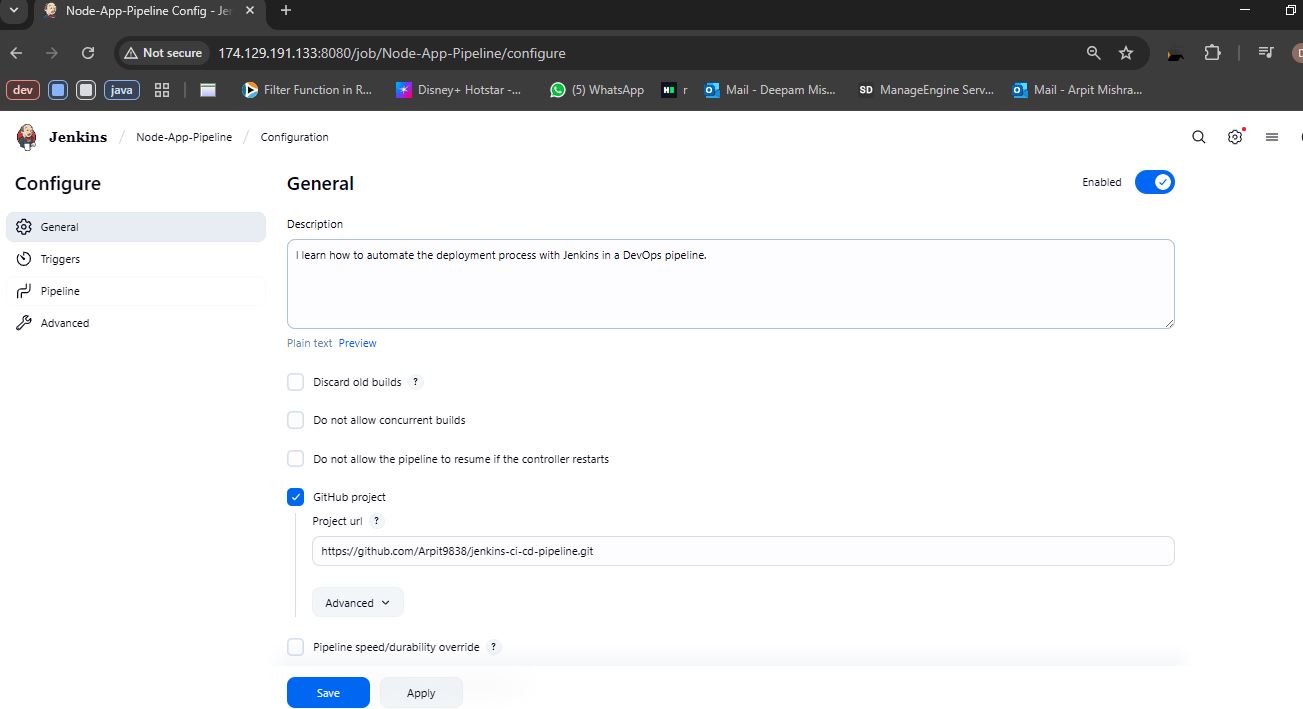 Node-App-Pipeline Config - Je
Not secure 174.129.191.133:8080/job/Node-App-Pipeline/configure
dev java Filter Function in R... Disney+ Hotstar -... (5) WhatsApp H r Mail - Deepam Mis... SD ManageEngine Serv... Mail - Arpit Mishra...
Jenkins / Node-App-Pipeline / Configuration
Configure
General
Triggers
Pipeline
Advanced
General
Enabled
Description
I learn how to automate the deployment process with Jenkins in a DevOps pipeline.
Plain text Preview
Discard old builds ?
Do not allow concurrent builds
Do not allow the pipeline to resume if the controller restarts
GitHub project
Project url ?
https://github.com/Arpit9838/jenkins-ci-cd-pipeline.git
Advanced
Pipeline speed/durability override ?
Save Apply